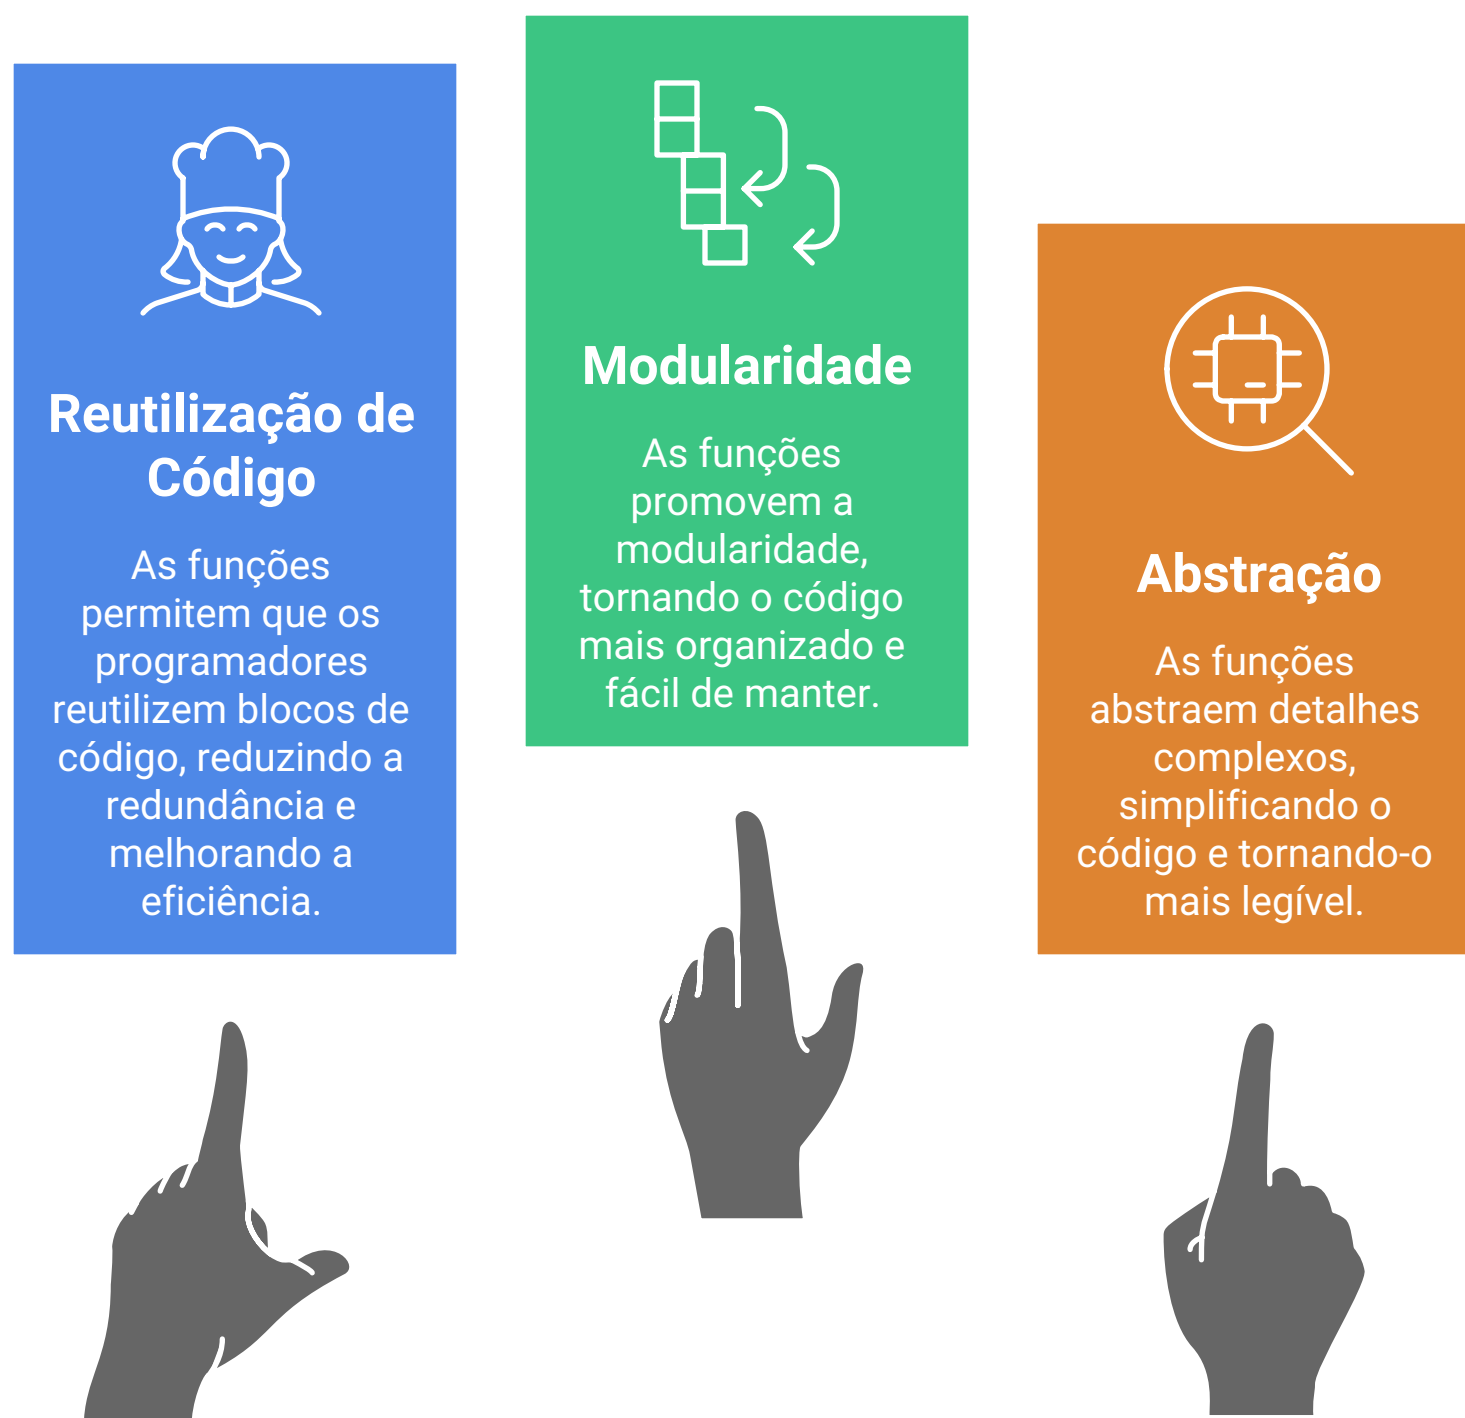 Reutilização de
Código
As funções
permitem que os
programadores
reutilizem blocos de
código, reduzindo a
redundância e
melhorando a
eficiência.
Modularidade
As funções
promovem a
modularidade,
tornando o código
mais organizado e
fácil de manter.
Abstração
As funções
abstraem detalhes
complexos,
simplificando o
código e tornando-o
mais legível.